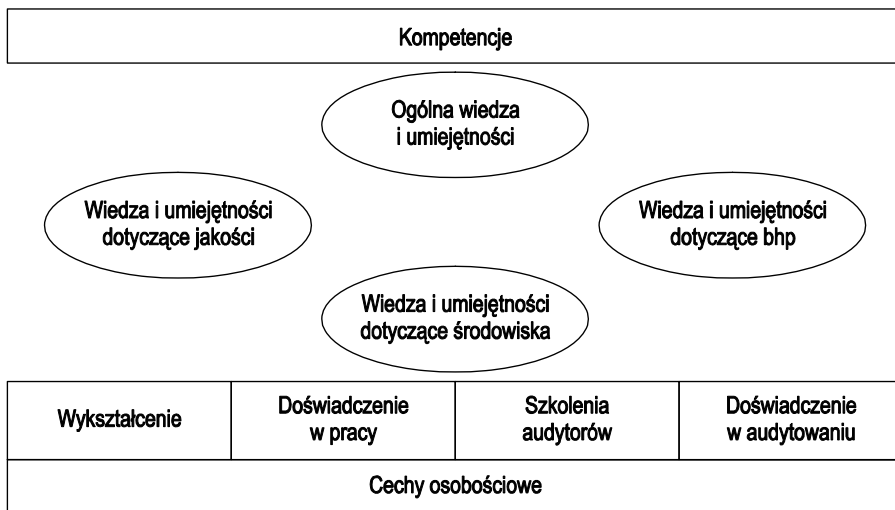 Kompetencje
Ogólna wiedza
i umiejętności
Wiedza i umiejętności
dotyczące jakości
Wiedza i umiejętności
dotyczące bhp
Wiedza i umiejętności
dotyczące środowiska
Wykształcenie
Doświadczenie
w pracy
Szkolenia
audytorów
Doświadczenie
w audytowaniu
Cechy osobościowe